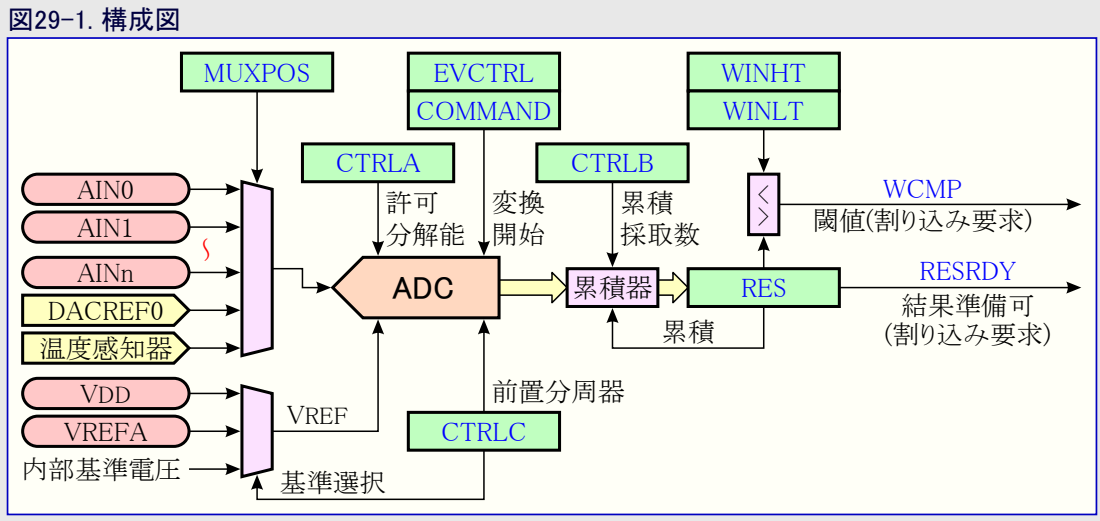 図29-1. 構成図
MUXPOS
EVCTRL
COMMAND
WINHT
WINLT
CTRLA
CTRLB
AIN0
AIN1
AINn
DACREF0
温度感知器
許可
分解能
変換
開始
累積
採取数
<
>
WCMP
閾値(割り込み要求)
ADC
累積器
RES
RESRDY
結果準備可
(割り込み要求)
累積
VDD
VREFA
内部基準電圧
VREF
前置分周器
CTRLC
基準選択